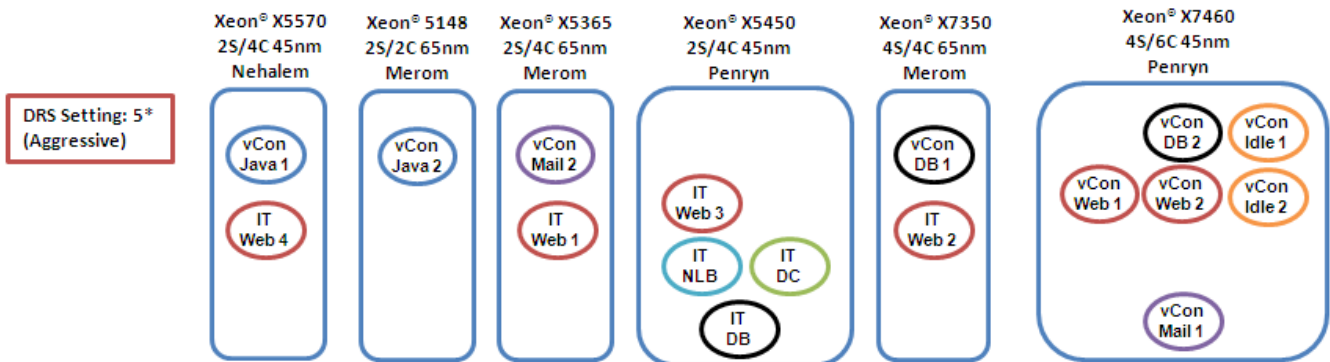 Xeon® X5570
2S/4C 45nm
Nehalem
Xeon® 5148
2S/2C 65nm
Merom
Xeon® X5365
2S/4C 65nm
Merom
Xeon® X5450
2S/4C 45nm
Penryn
Xeon® X7350
4S/4C 65nm
Merom
Xeon® X7460
4S/6C 45nm
Penryn
DRS Setting: 5*
(Aggressive)
vCon
Java 1
IT
Web 4
vCon
Java 2
vCon
Mail 2
IT
Web 1
IT
Web 3
IT
NLB
IT
DC
IT
DB
vCon
DB 1
IT
Web 2
vCon
DB 2
vCon
Idle 1
vCon
Web 1
vCon
Web 2
vCon
Idle 2
vCon
Mail 1